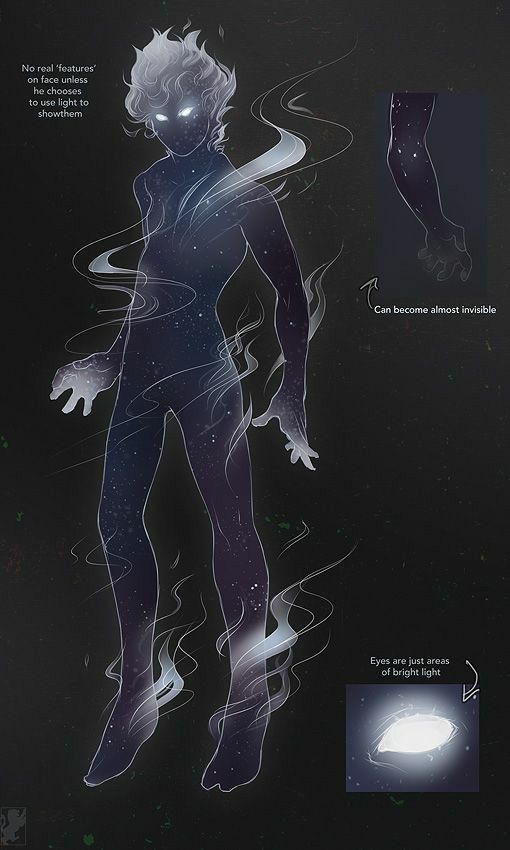 No real 'features'
on face unless
he chooses
to use light to
showthem
Can become almost invisible
Eyes are just areas
of bright light